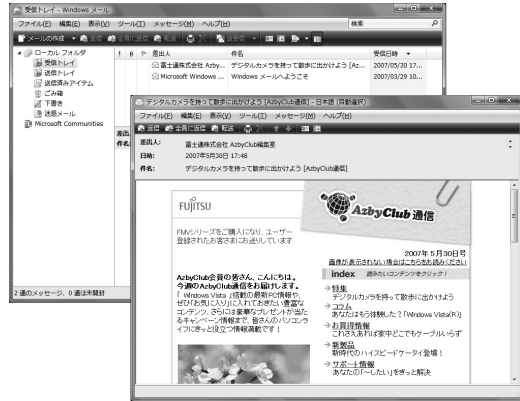 受信トレイ - Windows メール
ファイル(F) 編集(E) 表示(V) ツール(T) メッセージ(M) ヘルプ(H)
検索
メールの作成 返信 全員に返信 転送 送受信
ローカル フォルダ
受信トレイ
送信トレイ
送信済みアイテム
ごみ箱
下書き
迷惑メール
Microsoft Communities
! 差出人 件名 受信日時
富士通株式会社 Azby... デジタルカメラを持って散歩に出かけよう [Az... 2007/05/30 17...
Microsoft Windows ... Windows メールへようこそ 2007/03/29 10...
差出
件名:
2 通のメッセージ、0 通は未開封
デジタルカメラを持って散歩に出かけよう [AzbyClub通信] - 日本語 (自動選択)
ファイル(F) 編集(E) 表示(V) ツール(T) メッセージ(M) ヘルプ(H)
返信 全員に返信 転送
差出人: 富士通株式会社 AzbyClub編集室
日時: 2007年5月30日 17:48
件名: デジタルカメラを持って散歩に出かけよう [AzbyClub通信]
FUJITSU
AzbyClub 通信
FMVシリーズをご購入になり、ユーザー
登録されたお客さまにお送りしています
2007年 5月30日号
画像が表示されない場合はこちらをお読みください
AzbyClub会員の皆さん、こんにちは。
今週のAzbyClub通信をお届けします。
「Windows Vista」搭載の最新PC情報や、
ぜひ「お気に入り」に入れておきたい豊富な
コンテンツ、さらには豪華なプレゼントが当た
るキャンペーン情報まで、皆さんのパソコンラ
イフにきっと役立つ情報満載です!
index 読みたいコンテンツをクリック!
→特集
デジタルカメラを持って散歩に出かけよう
→コラム
あなたはもう体験した?「Windows Vista(R)」
→お買得情報
これさえあれば家中どこでもケーブルいらず
→新製品
新時代のハイスピードケータイ登場!
→サポート情報
あなたの「~したい」をきっと解決